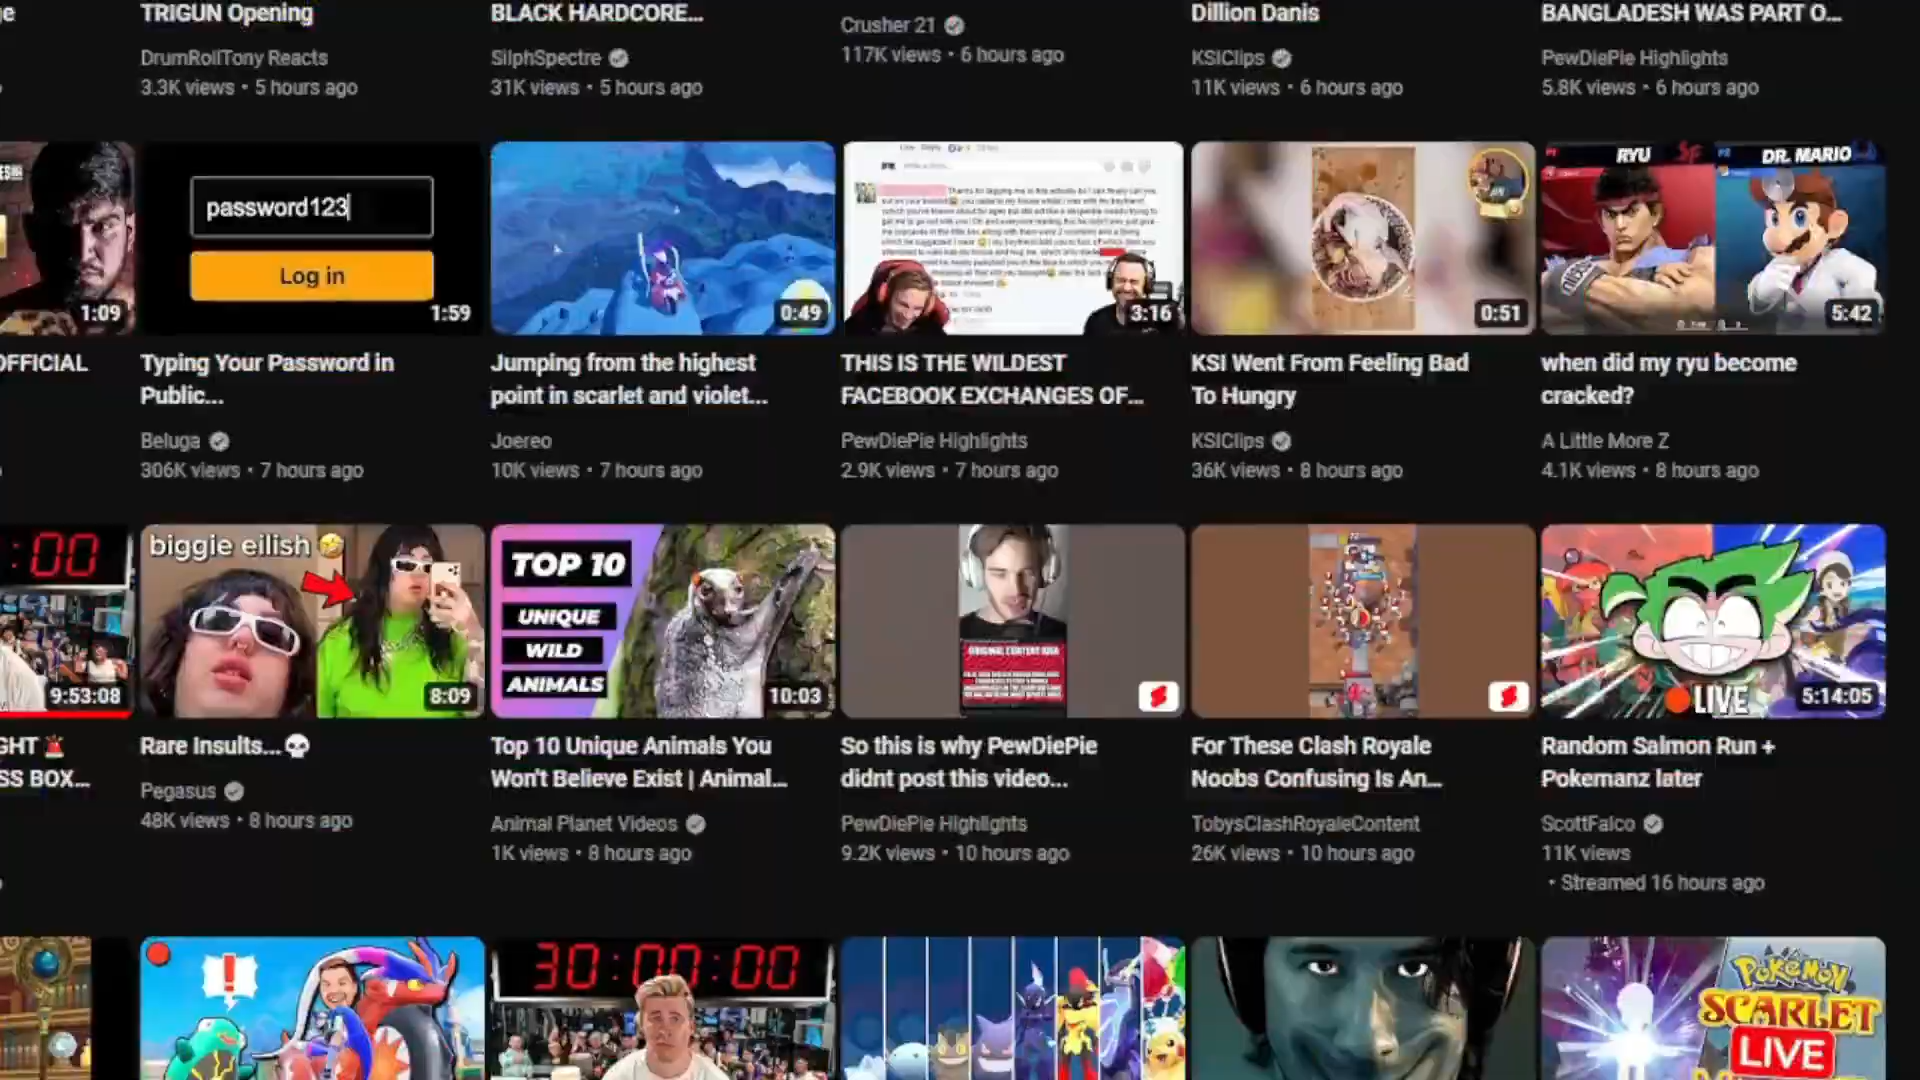 ge
TRIGUN Opening
BLACK HARDCORE...
Dillion Danis
BANGLADESH WAS PART O...
Crusher 21
DrumRollTony Reacts
SilphSpectre
117K views • 6 hours ago
KSIClips
PewDiePie Highlights
3.3K views • 5 hours ago
31K views • 5 hours ago
11K views • 6 hours ago
5.8K views • 6 hours ago
1:09
password123
Log in
1:59
0:49
3:16
0:51
RYU
DR. MARIO
5:42
OFFICIAL
Typing Your Password in
Public...
Jumping from the highest
point in scarlet and violet...
THIS IS THE WILDEST
FACEBOOK EXCHANGES OF...
KSI Went From Feeling Bad
To Hungry
when did my ryu become
cracked?
Beluga
Joereo
PewDiePie Highlights
KSIClips
A Little More Z
306K views • 7 hours ago
10K views • 7 hours ago
2.9K views • 7 hours ago
36K views • 8 hours ago
4.1K views • 8 hours ago
:00
9:53:08
biggie eilish
8:09
TOP 10
UNIQUE
WILD
ANIMALS
10:03
ORIGINAL CONTENT IDEA
LIVE
5:14:05
GHT
SS BOX...
Rare Insults...
Top 10 Unique Animals You
Won't Believe Exist | Animal...
So this is why PewDiePie
didnt post this video...
For These Clash Royale
Noobs Confusing Is An...
Random Salmon Run +
Pokemanz later
Pegasus
Animal Planet Videos
PewDiePie Highlights
TobysClashRoyaleContent
ScottFalco
48K views • 8 hours ago
1K views • 8 hours ago
9.2K views • 10 hours ago
26K views • 10 hours ago
11K views
• Streamed 16 hours ago
!
30:00:00
POKéMON
SCARLET
LIVE